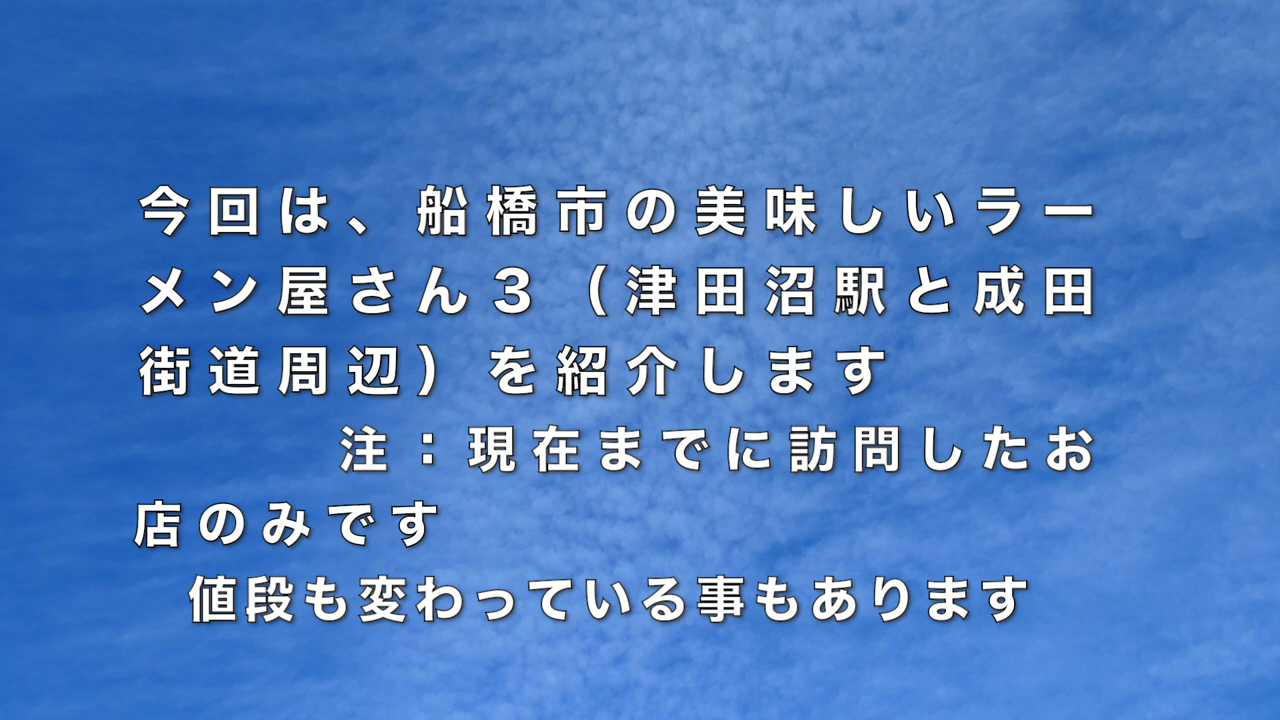 今回は、船橋市の美味しいラー
メン屋さん３（津田沼駅と成田
街道周辺）を紹介します
注：現在までに訪問したお
店のみです
値段も変わっている事もあります